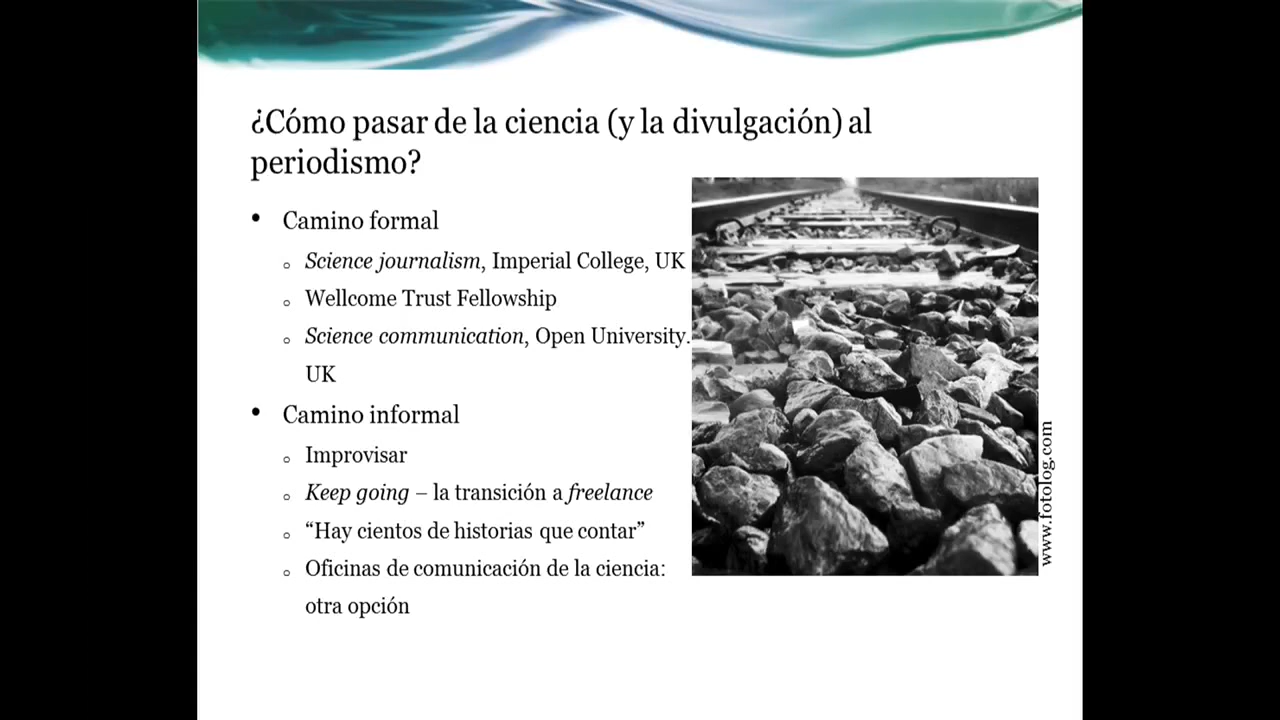 ¿Cómo pasar de la ciencia (y la divulgación) al
periodismo?
• Camino formal
o Science journalism, Imperial College, UK
o Wellcome Trust Fellowship
o Science communication, Open University.
UK
• Camino informal
o Improvisar
o Keep going – la transición a freelance
o “Hay cientos de historias que contar”
o Oficinas de comunicación de la ciencia:
otra opción
www.fotolog.com